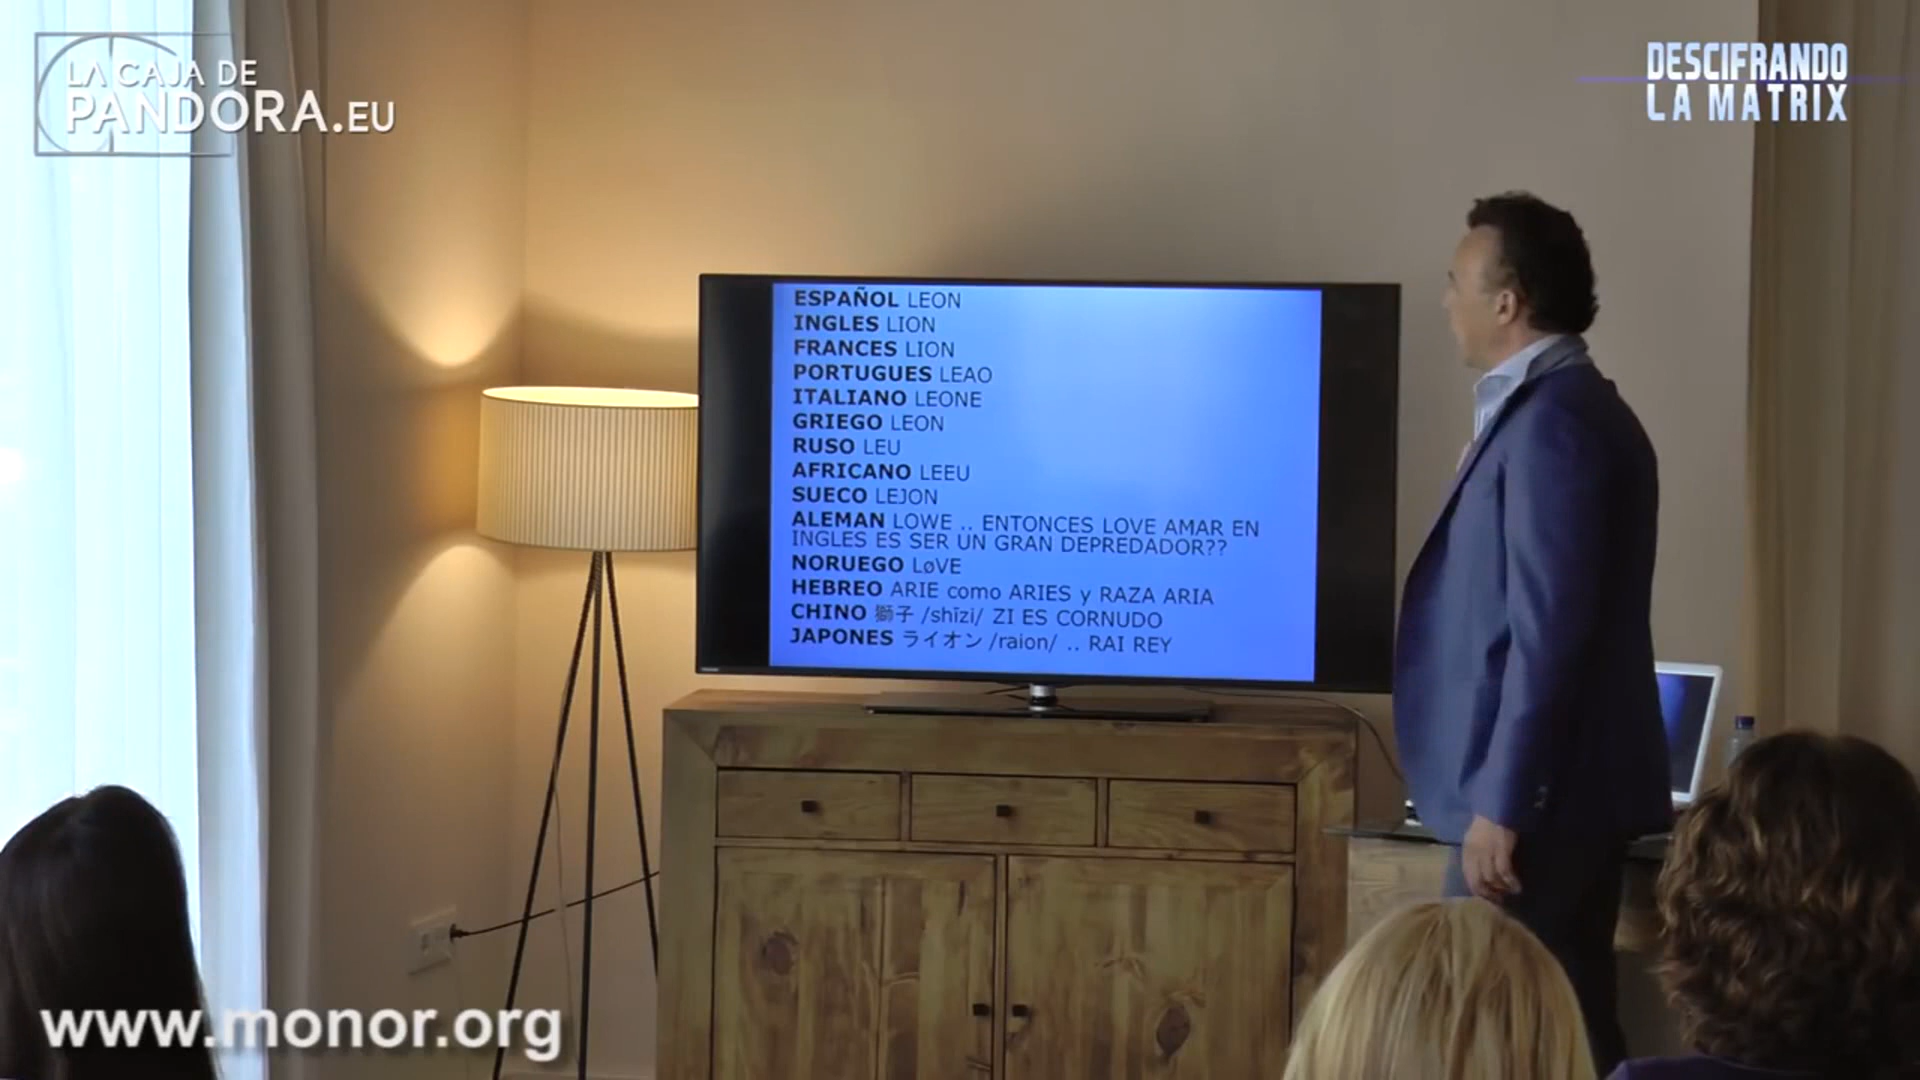 LA CAJA DE
PANDORA.EU
DESCIFRANDO
LA MATRIX
ESPAÑOL LEON
INGLES LION
FRANCES LION
PORTUGUES LEAO
ITALIANO LEONE
GRIEGO LEON
RUSO LEU
AFRICANO LEEU
SUECO LEJON
ALEMAN LOWE .. ENTONCES LOVE AMAR EN
INGLES ES SER UN GRAN DEPREDADOR??
NORUEGO LøVE
HEBREO ARIE como ARIES y RAZA ARIA
CHINO 獅子 /shīzi/ ZI ES CORNUDO
JAPONES ライオン /raion/ .. RAI REY
www.monor.org